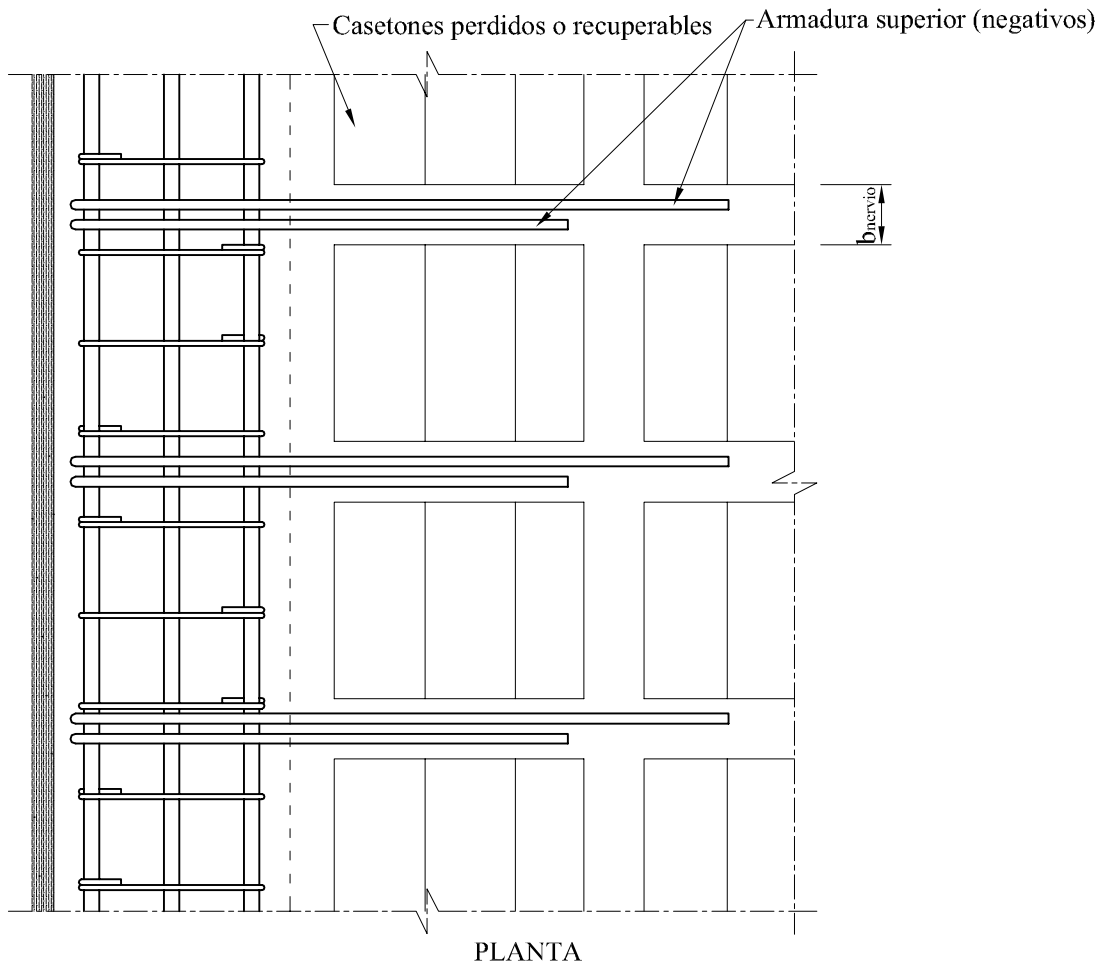 Casetones perdidos o recuperables
Armadura superior (negativos)
bnervio
PLANTA